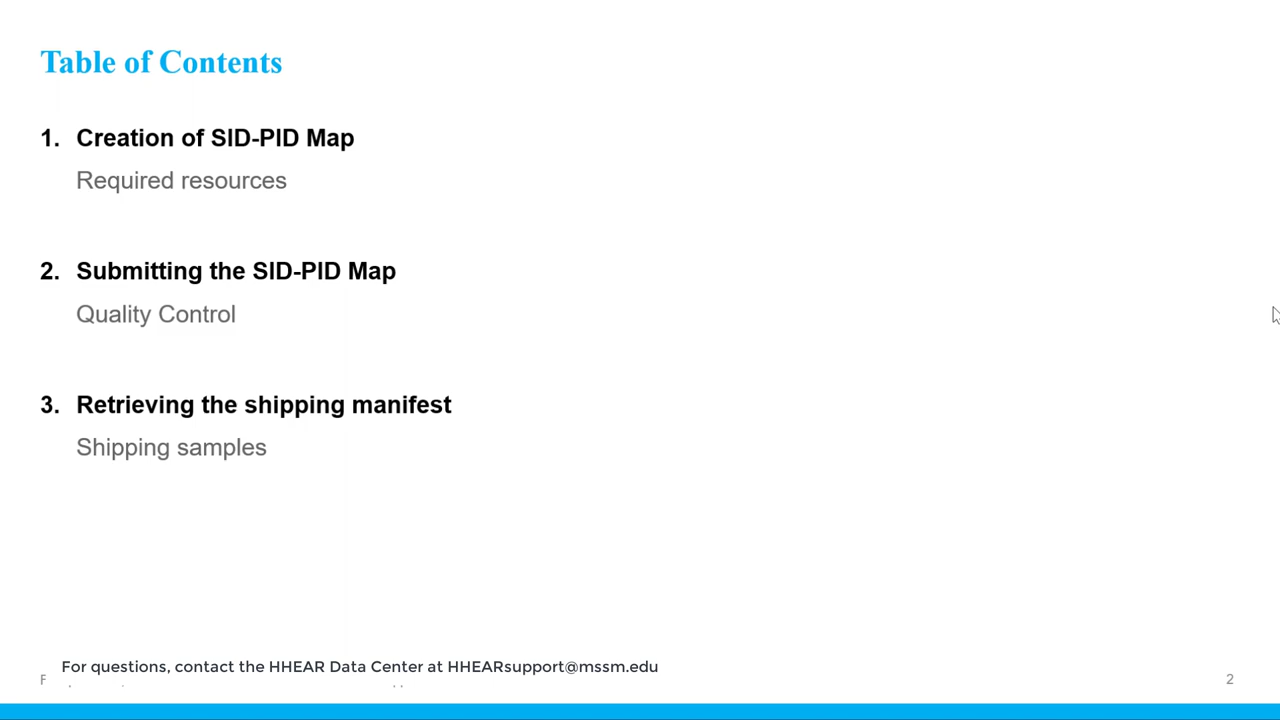 Table of Contents
1. Creation of SID-PID Map
Required resources
2. Submitting the SID-PID Map
Quality Control
3. Retrieving the shipping manifest
Shipping samples
For questions, contact the HHEAR Data Center at HHEARsupport@mssm.edu
F
2